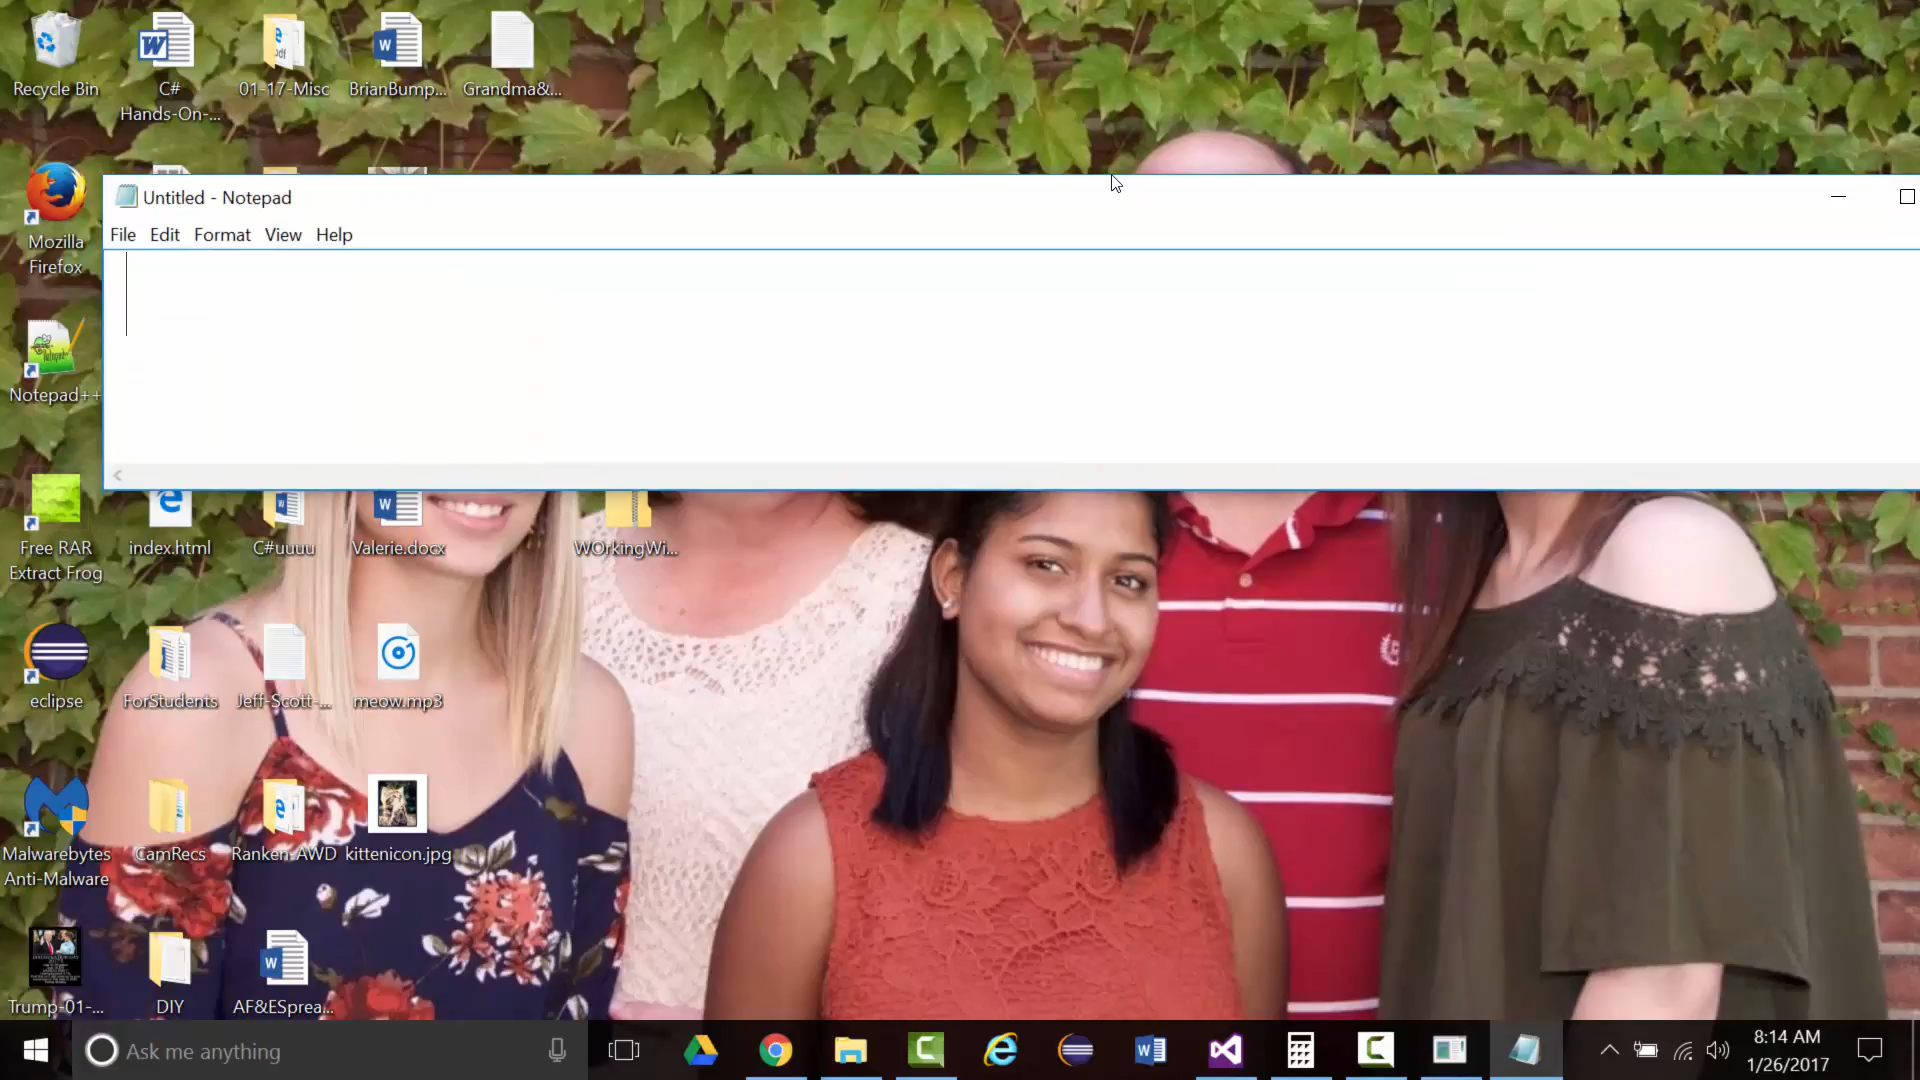 Recycle Bin
C#
Hands-On-...
01-17-Misc
BrianBump...
Grandma&...
Untitled - Notepad
File Edit Format View Help
Mozilla
Firefox
Notepad++
Free RAR
Extract Frog
index.html
C#uuuu
Valerie.docx
WOrkingWi...
eclipse
ForStudents
Jeff-Scott-...
meow.mp3
Malwarebytes
Anti-Malware
CamRecs
Ranken-AWD
kittenicon.jpg
Trump-01-...
DIY
AF&ESprea...
Ask me anything
8:14 AM
1/26/2017